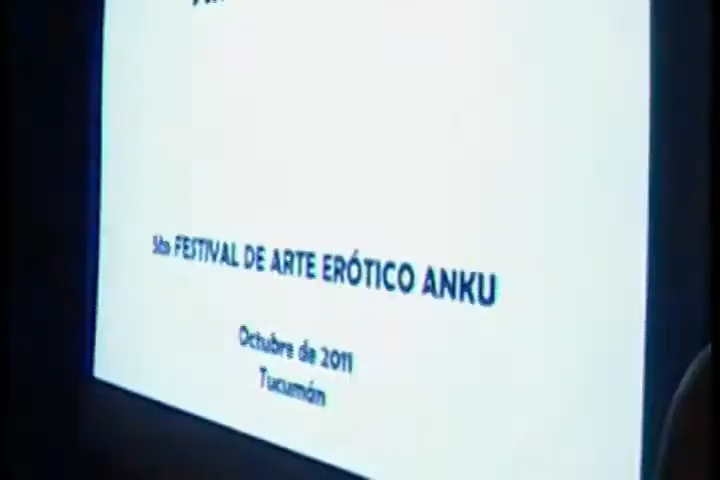 5to FESTIVAL DE ARTE ERÓTICO ANKU
Octubre de 2011
Tucumán